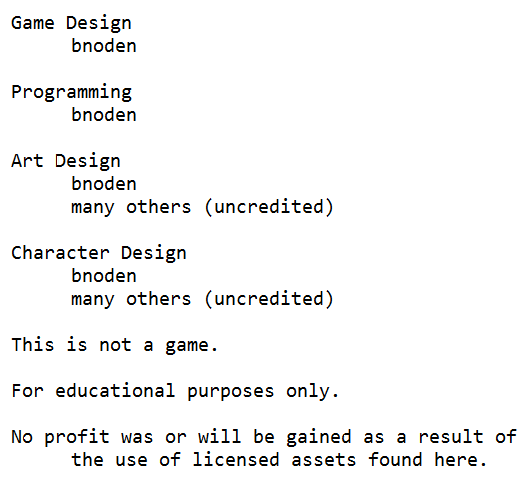 Game Design
bnoden
Programming
bnoden
Art Design
bnoden
many others (uncredited)
Character Design
bnoden
many others (uncredited)
This is not a game.
For educational purposes only.
No profit was or will be gained as a result of
the use of licensed assets found here.